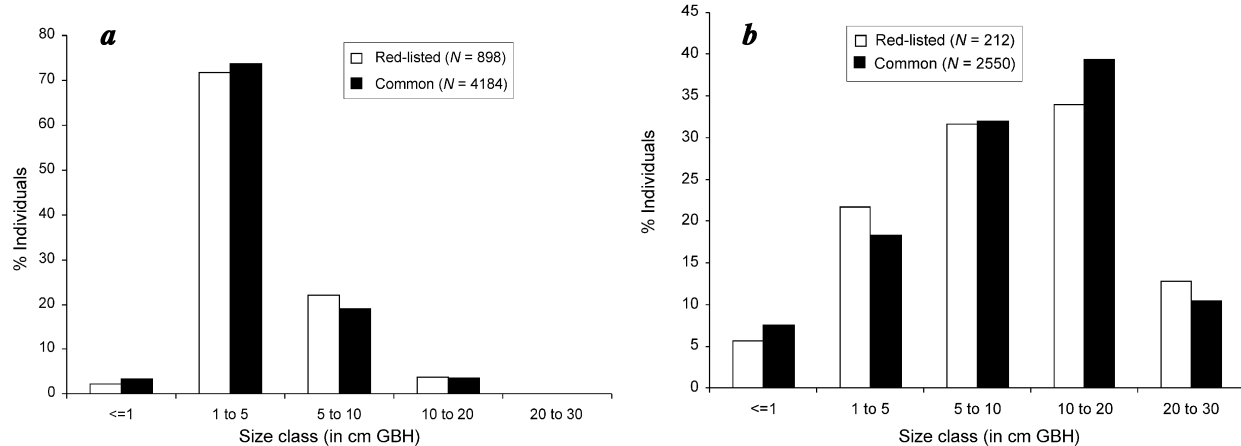 a
Red-listed (N = 898)
Common (N = 4184)
% Individuals
80
70
60
50
40
30
20
10
0
<=1 1 to 5 5 to 10 10 to 20 20 to 30
Size class (in cm GBH)
b
Red-listed (N = 212)
Common (N = 2550)
% Individuals
45
40
35
30
25
20
15
10
5
0
<=1 1 to 5 5 to 10 10 to 20 20 to 30
Size class (in cm GBH)